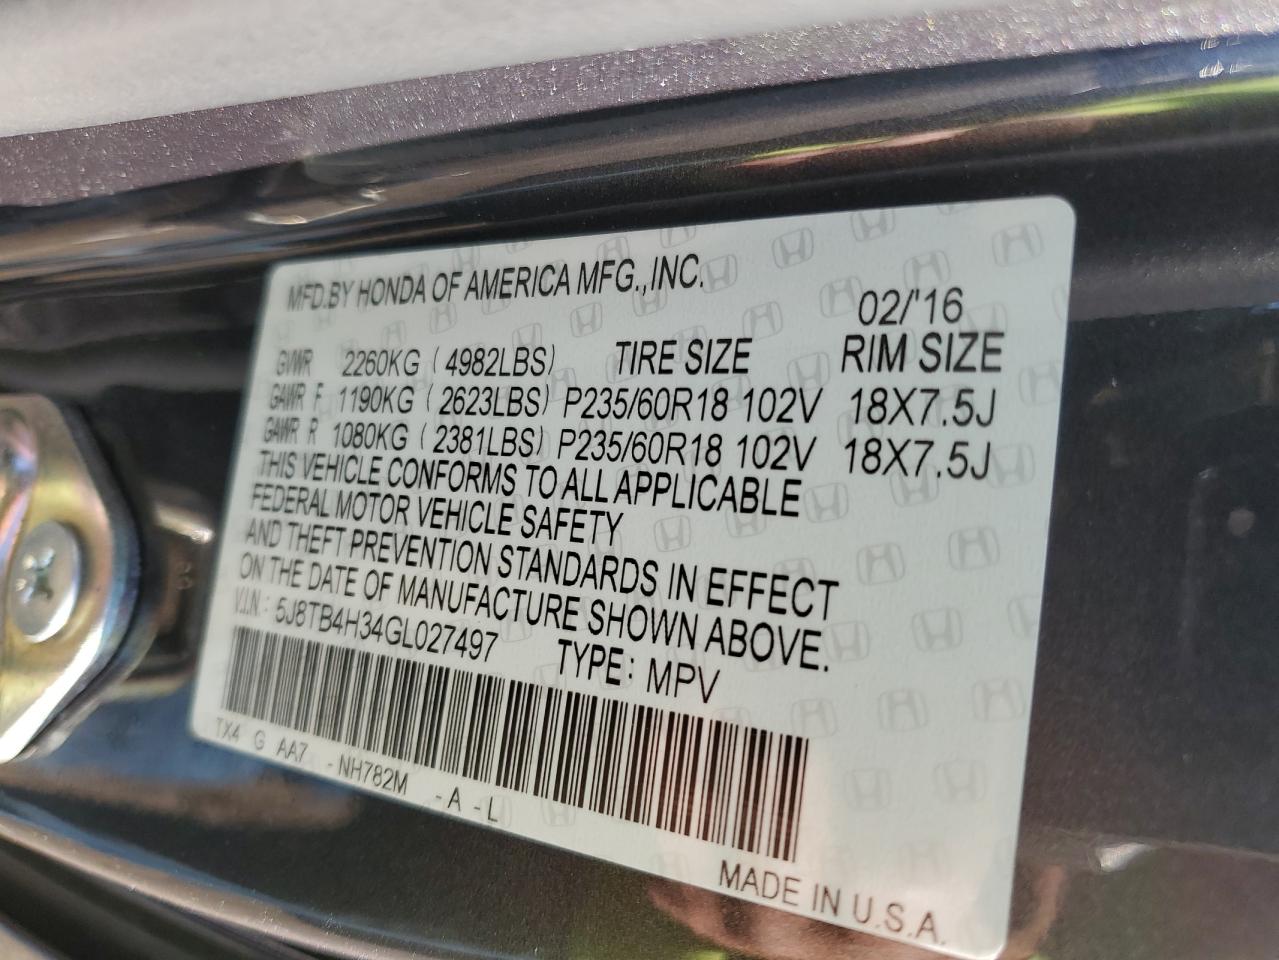 MFD.BY HONDA OF AMERICA MFG.,INC.
02/'16
GVWR 2260KG ( 4982LBS) TIRE SIZE RIM SIZE
GAWR F 1190KG ( 2623LBS) P235/60R18 102V 18X7.5J
GAWR R 1080KG ( 2381LBS) P235/60R18 102V 18X7.5J
THIS VEHICLE CONFORMS TO ALL APPLICABLE
FEDERAL MOTOR VEHICLE SAFETY
AND THEFT PREVENTION STANDARDS IN EFFECT
ON THE DATE OF MANUFACTURE SHOWN ABOVE.
V.I.N: 5J8TB4H34GL027497 TYPE: MPV
TX4 G AA7 -NH782M -A -L
MADE IN U.S.A.